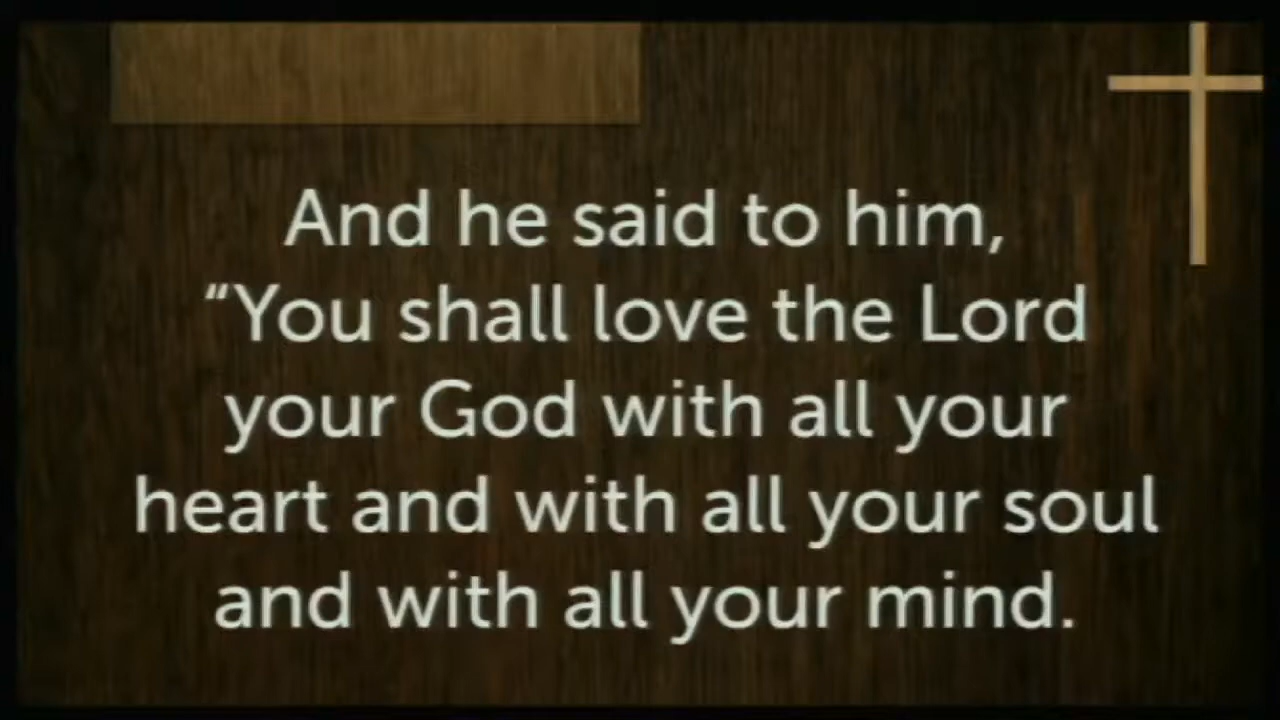 And he said to him,
“You shall love the Lord
your God with all your
heart and with all your soul
and with all your mind.